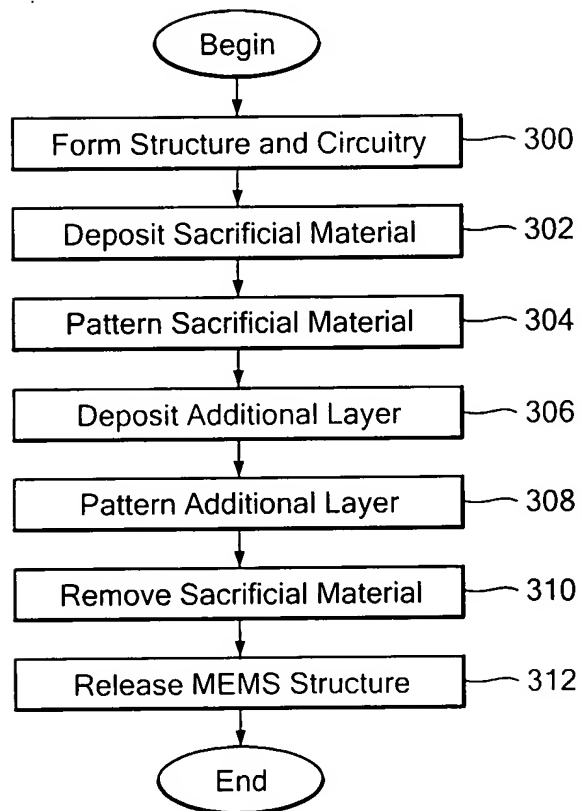 Begin
Form Structure and Circuitry 300
Deposit Sacrificial Material 302
Pattern Sacrificial Material 304
Deposit Additional Layer 306
Pattern Additional Layer 308
Remove Sacrificial Material 310
Release MEMS Structure 312
End